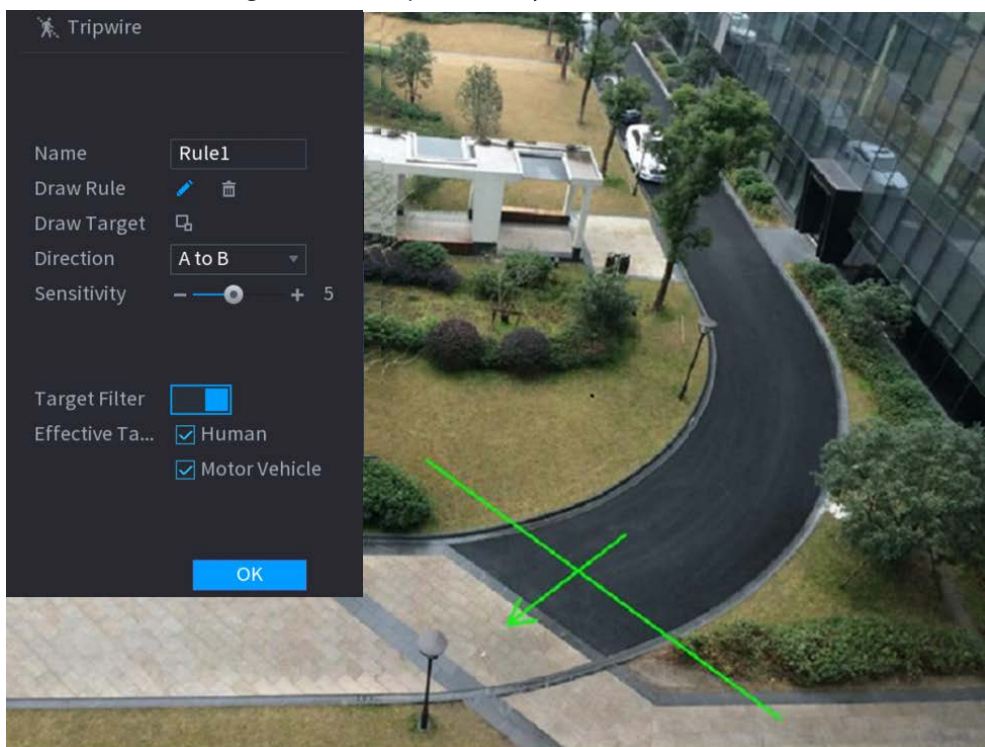 Tripwire
Name Rule1
Draw Rule
Draw Target
Direction A to B
Sensitivity - + 5
Target Filter
Effective Ta... Human
Motor Vehicle
OK